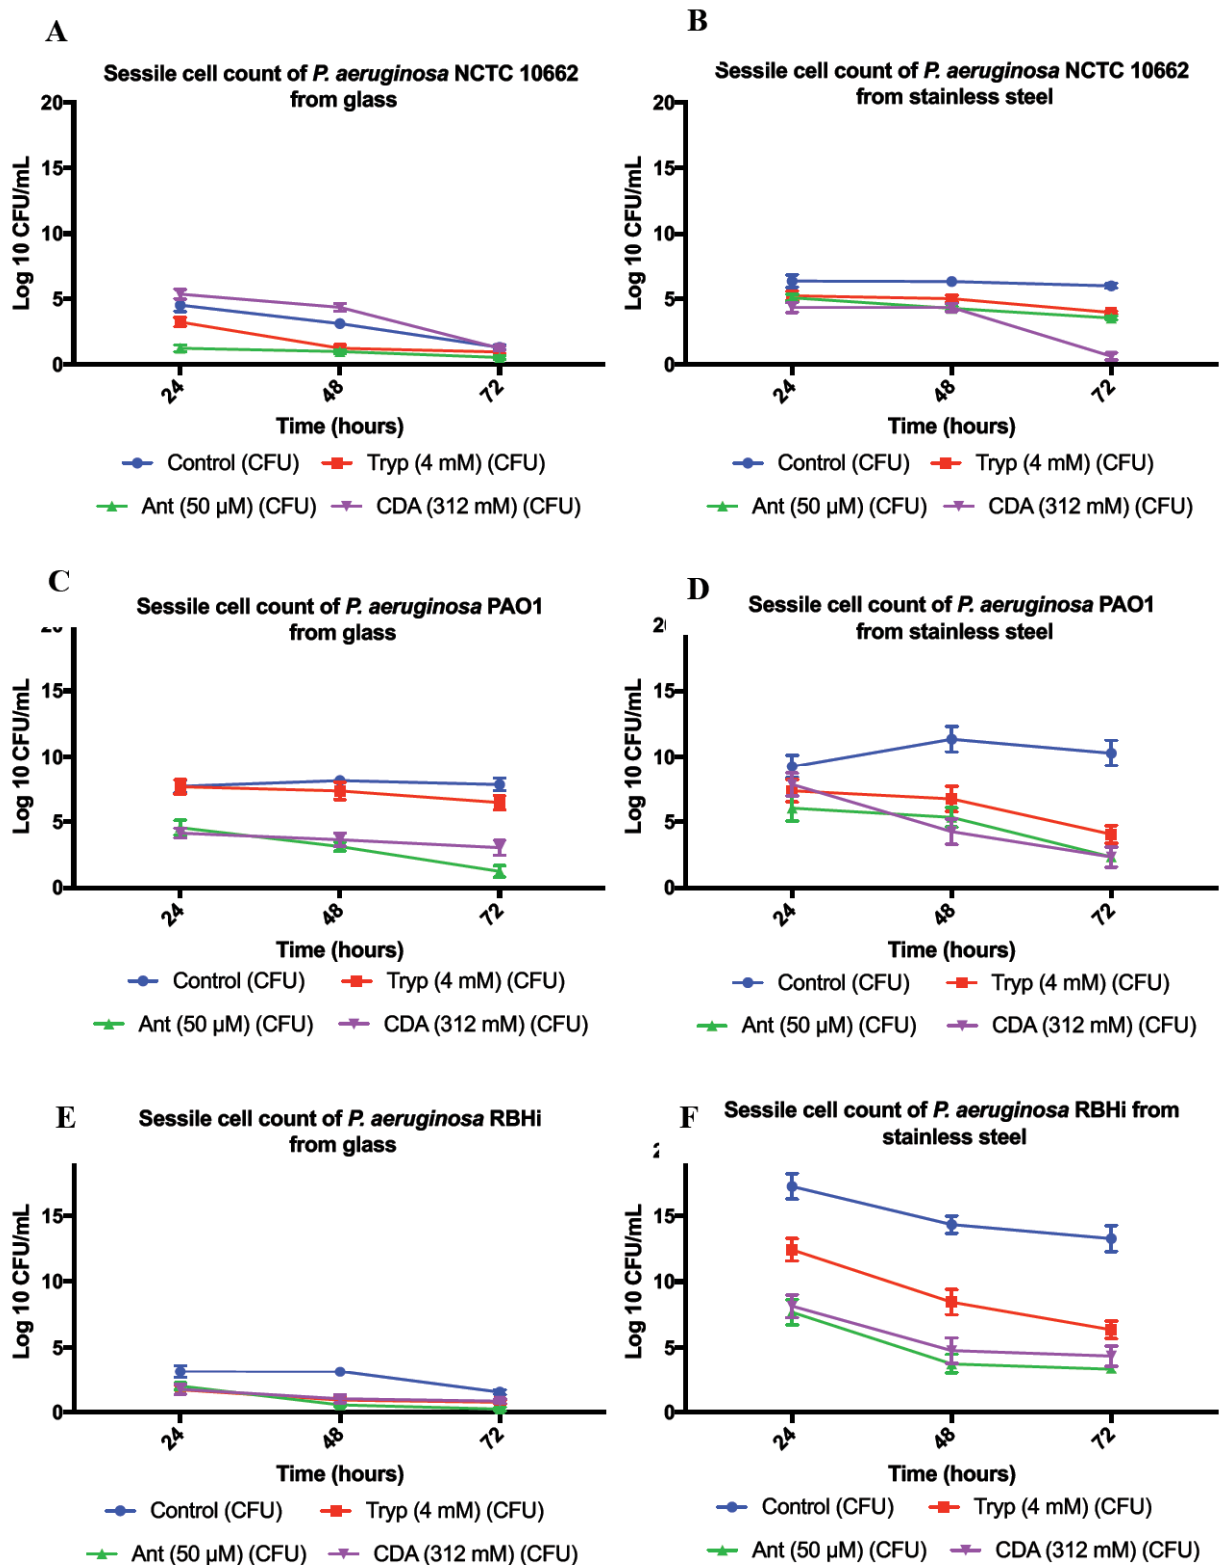 A
Sessile cell count of P. aeruginosa NCTC 10662
from glass
20
15
10
5
0
Log 10 CFU/mL
24
48
72
Time (hours)
Control (CFU)
Tryp (4 mM) (CFU)
Ant (50 µM) (CFU)
CDA (312 mM) (CFU)
B
Sessile cell count of P. aeruginosa NCTC 10662
from stainless steel
20
15
10
5
0
Log 10 CFU/mL
24
48
72
Time (hours)
Control (CFU)
Tryp (4 mM) (CFU)
Ant (50 µM) (CFU)
CDA (312 mM) (CFU)
C
Sessile cell count of P. aeruginosa PAO1
from glass
20
15
10
5
0
Log 10 CFU/mL
24
48
72
Time (hours)
Control (CFU)
Tryp (4 mM) (CFU)
Ant (50 µM) (CFU)
CDA (312 mM) (CFU)
D
Sessile cell count of P. aeruginosa PAO1
from stainless steel
20
15
10
5
0
Log 10 CFU/mL
24
48
72
Time (hours)
Control (CFU)
Tryp (4 mM) (CFU)
Ant (50 µM) (CFU)
CDA (312 mM) (CFU)
E
Sessile cell count of P. aeruginosa RBHi
from glass
15
10
5
0
Log 10 CFU/mL
24
48
72
Time (hours)
Control (CFU)
Tryp (4 mM) (CFU)
Ant (50 µM) (CFU)
CDA (312 mM) (CFU)
F
Sessile cell count of P. aeruginosa RBHi from
stainless steel
15
10
5
0
Log 10 CFU/mL
24
48
72
Time (hours)
Control (CFU)
Tryp (4 mM) (CFU)
Ant (50 µM) (CFU)
CDA (312 mM) (CFU)